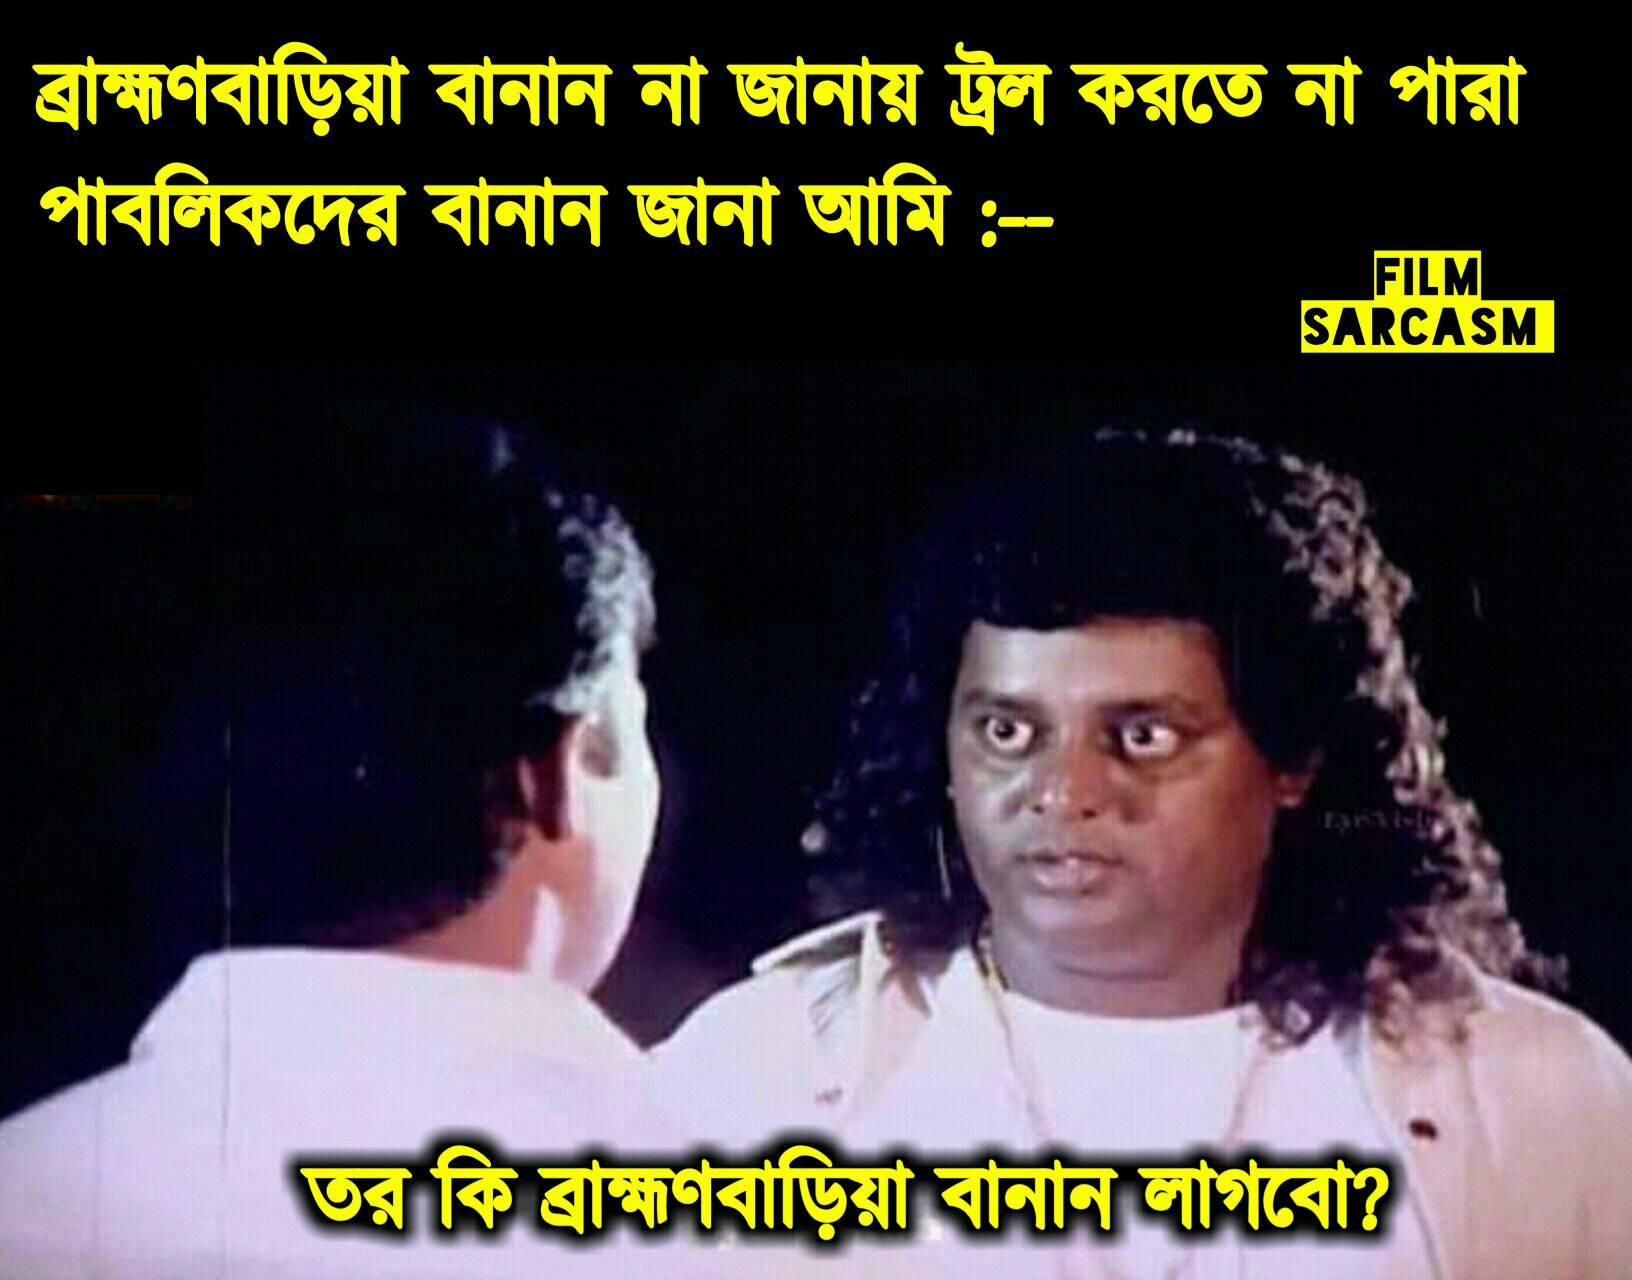 ব্রাহ্মণবাড়িয়া বানান না জানায় ট্রল করতে না পারা
পাবলিকদের বানান জানা আমি :--
FILM
SARCASM
তর কি ব্রাহ্মণবাড়িয়া বানান লাগবো?